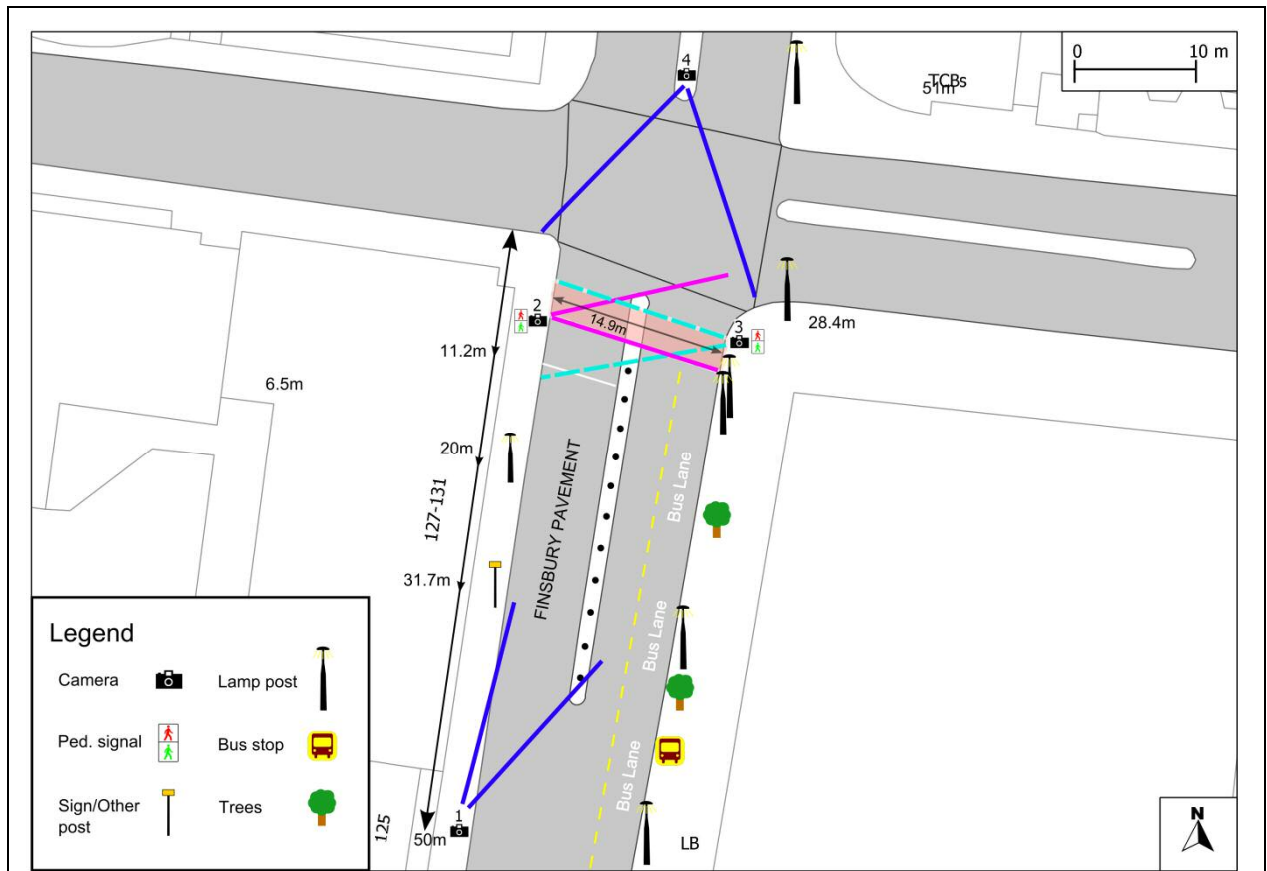 4
0 10 m
TCBs
51m
2
3
14.9m
28.4m
11.2m
6.5m
20m
127-131
FINSBURY PAVEMENT
Bus Lane
31.7m
Bus Lane
Bus Lane
1
50m
125
LB
N
Legend
Camera
Lamp post
Ped. signal
Bus stop
Sign/Other
post
Trees